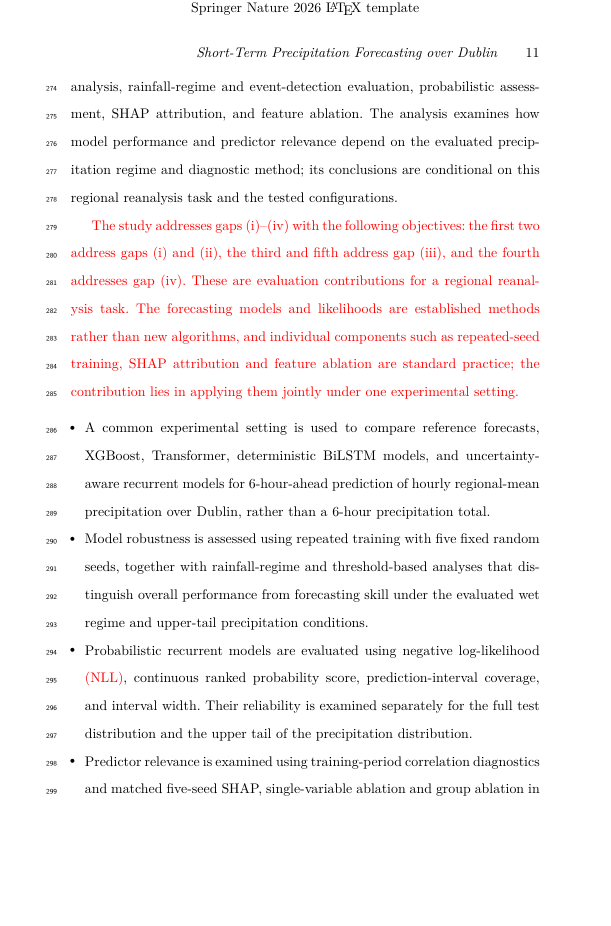 Springer Nature 2026 LATEX template
Short-Term Precipitation Forecasting over Dublin 11
274 analysis, rainfall-regime and event-detection evaluation, probabilistic assess-
275 ment, SHAP attribution, and feature ablation. The analysis examines how
276 model performance and predictor relevance depend on the evaluated precip-
277 itation regime and diagnostic method; its conclusions are conditional on this
278 regional reanalysis task and the tested configurations.
279 The study addresses gaps (i)–(iv) with the following objectives: the first two
280 address gaps (i) and (ii), the third and fifth address gap (iii), and the fourth
281 addresses gap (iv). These are evaluation contributions for a regional reanal-
282 ysis task. The forecasting models and likelihoods are established methods
283 rather than new algorithms, and individual components such as repeated-seed
284 training, SHAP attribution and feature ablation are standard practice; the
285 contribution lies in applying them jointly under one experimental setting.
286 • A common experimental setting is used to compare reference forecasts,
287 XGBoost, Transformer, deterministic BiLSTM models, and uncertainty-
288 aware recurrent models for 6-hour-ahead prediction of hourly regional-mean
289 precipitation over Dublin, rather than a 6-hour precipitation total.
290 • Model robustness is assessed using repeated training with five fixed random
291 seeds, together with rainfall-regime and threshold-based analyses that dis-
292 tinguish overall performance from forecasting skill under the evaluated wet
293 regime and upper-tail precipitation conditions.
294 • Probabilistic recurrent models are evaluated using negative log-likelihood
295 (NLL), continuous ranked probability score, prediction-interval coverage,
296 and interval width. Their reliability is examined separately for the full test
297 distribution and the upper tail of the precipitation distribution.
298 • Predictor relevance is examined using training-period correlation diagnostics
299 and matched five-seed SHAP, single-variable ablation and group ablation in